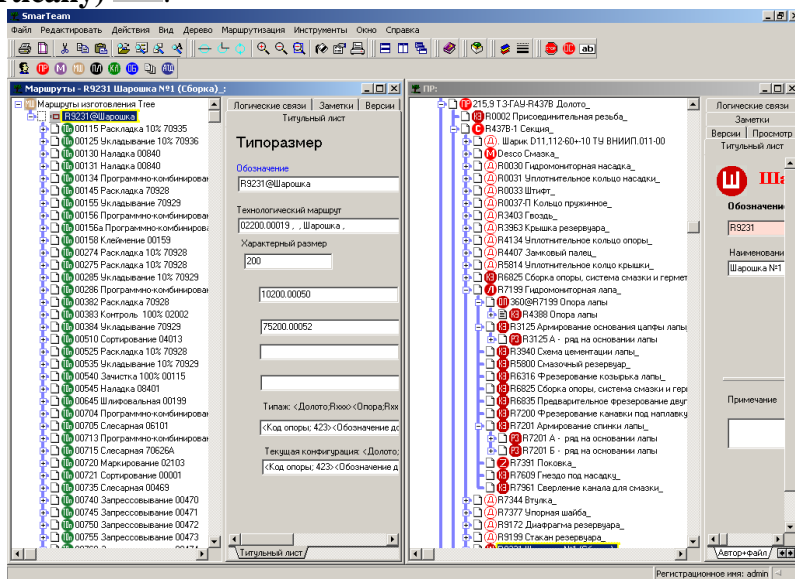 SmarTeam
Файл Редактировать Действия Вид Дерево Маршрутизация Инструменты Окно Справка
Маршруты - R9231 Шарошка №1 (Сборка)_;
Маршруты изготовления Tree
R9231@Шарошка
00115 Раскладка 10% 70935
00125 Укладывание 10% 70936
00130 Наладка 00840
00131 Наладка 00840
00134 Программно-комбинирова
00145 Раскладка 70928
00155 Укладывание 70929
00156 Программно-комбинирова
00156а Программно-комбинирова
00158 Клеймение 00159
00274 Раскладка 10% 70928
00275 Раскладка 10% 70928
00285 Укладывание 10% 70929
00286 Программно-комбинирован
00382 Раскладка 70928
00383 Контроль 100% 02002
00384 Укладывание 70929
00510 Сортирование 04013
00525 Раскладка 10% 70928
00535 Укладывание 10% 70929
00540 Зачистка 100% 00115
00545 Наладка 08401
00645 Шлифовальная 00199
00704 Программно-комбинирован
00705 Слесарная 06101
00713 Программно-комбинирован
00715 Слесарная 70626А
00720 Маркирование 02103
00721 Сортирование 00001
00735 Слесарная 00469
00740 Запрессовывание 00470
00745 Запрессовывание 00471
00750 Запрессовывание 00472
00755 Запрессовывание 00473
Логические связи Заметки Версии
Титульный лист
Типоразмер
Обозначение
R9231@Шарошка
Технологический маршрут
02200.00019 , , Шарошка ,
Характерный размер
200
10200.00050
75200.00052
Типаж: <Долото;Rxxx<Опора;Rxx
<Код опоры; 423><Обозначение до
Текущая конфигурация: <Долото;
<Код опоры; 423><Обозначение д
Титульный лист
ПР:
215,9 ТЗ-ГАУ-R437В Долото_
R0002 Присоединительная резьба_
R437В-1 Секция_
. Шарик D11,112-60+-10 ТУ ВНИИП.011-00
Desco Смазка_
R0030 Гидромониторная насадка_
R0031 Уплотнительное кольцо насадки_
R0033 Штифт_
R0037-П Кольцо пружинное_
R3403 Гвоздь_
R3963 Крышка резервуара_
R4134 Уплотнительное кольцо опоры_
R4407 Замковый палец_
R5814 Уплотнительное кольцо крышки_
R6825 Сборка опоры, система смазки и гермет
R7199 Гидромониторная лапа_
360@R7199 Опора лапы
R4388 Опора лапы
R3125 Армирование основания цапфы лапы
R3125 А - ряд на основании лапы
R3940 Схема цементации лапы_
R5800 Смазочный резервуар_
R6316 Фрезерование козырька лапы_
R6825 Сборка опоры, система смазки и гер
R6835 Предварительное фрезерование двуг
R7200 Фрезерование канавки под наплавку
R7201 Армирование спинки лапы_
R7201 А - ряд на основании лапы
R7201 Б - ряд на основании лапы
R7391 Поковка_
R7609 Гнездо под насадку_
R7961 Сверление канала для смазки_
R7344 Втулка_
R7377 Упорная шайба_
R9172 Диафрагма резервуара_
R9199 Стакан резервуара_
Логические связи
Заметки
Версии Просмотр
Титульный лист
Ш
Обозначени
R9231
Наименовани
Шарошка №1
Примечание
Автор+Файл
Регистрационное имя: admin